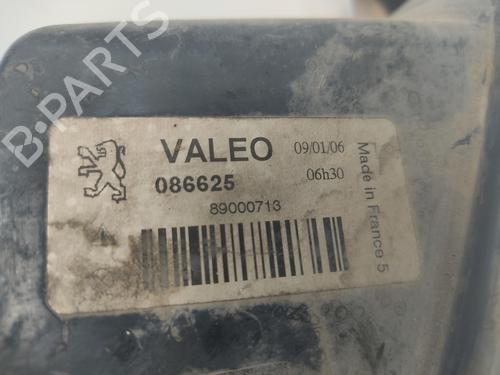 B-PARTS
VALEO
09/01/06
086625
06h30
89000713
Made in France 5